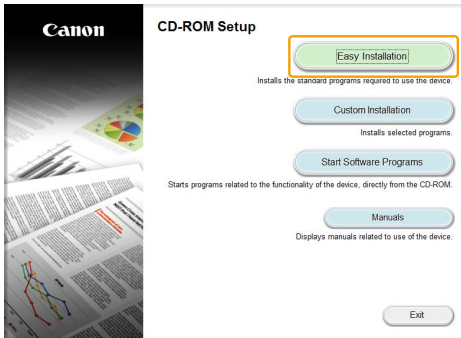 Canon
CD-ROM Setup
Easy Installation
Installs the standard programs required to use the device.
Custom Installation
Installs selected programs.
Start Software Programs
Starts programs related to the functionality of the device, directly from the CD-ROM.
Manuals
Displays manuals related to use of the device.
Exit